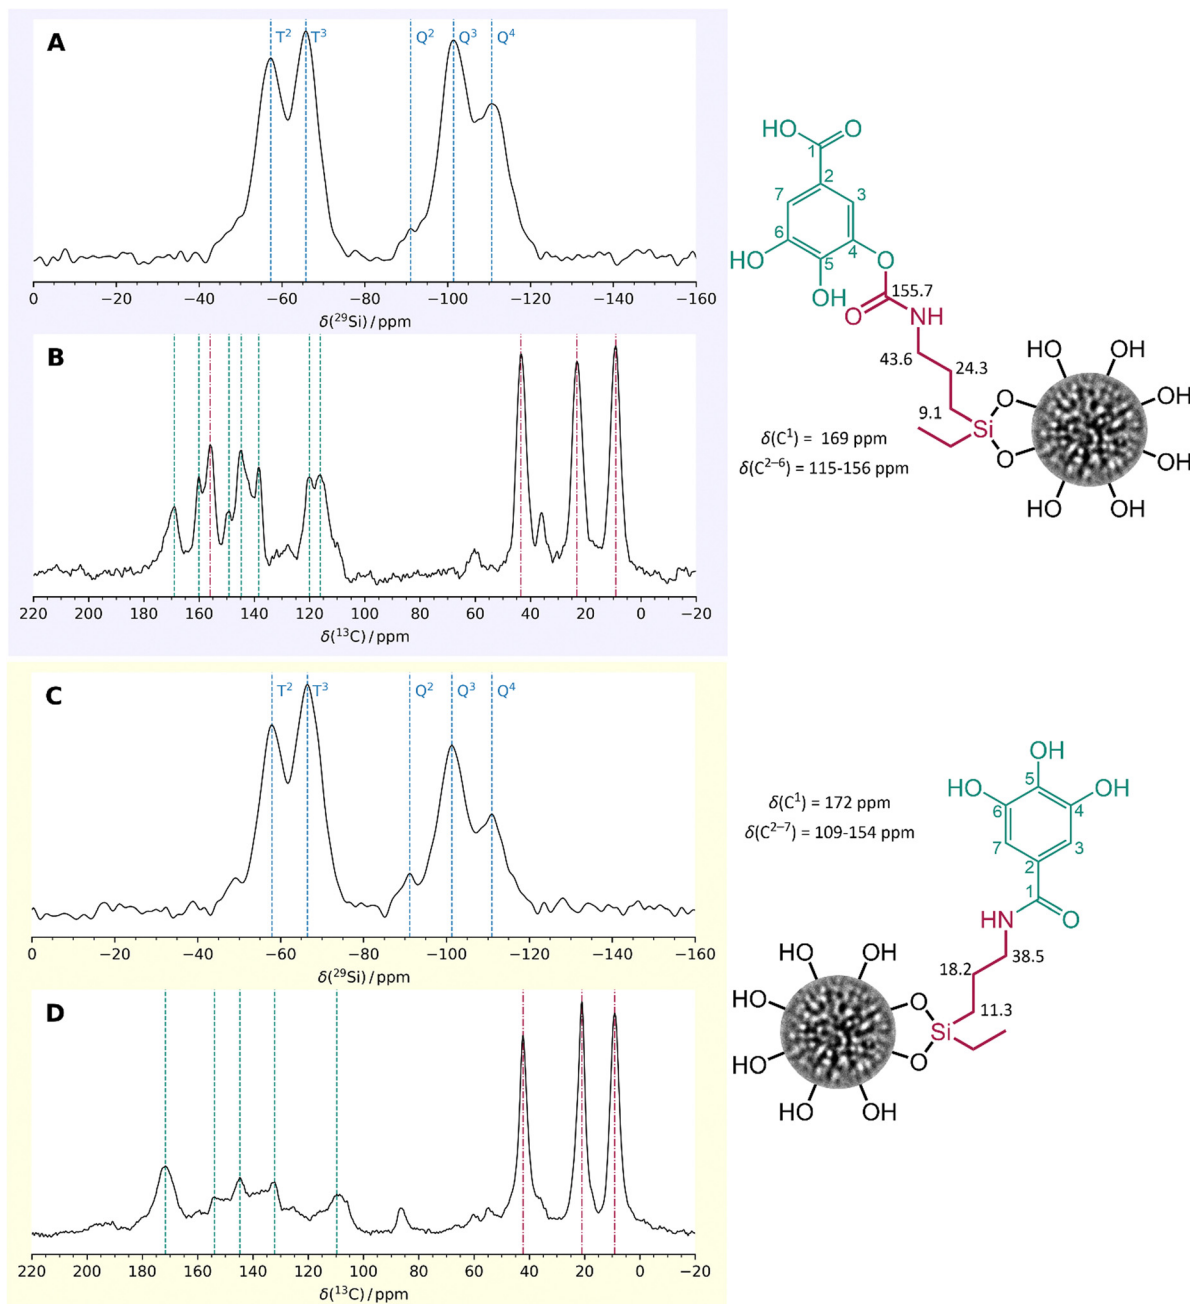 A
T² T³ Q² Q³ Q⁴
0 −20 −40 −60 −80 −100 −120 −140 −160
δ(²⁹Si) / ppm
B
220 200 180 160 140 120 100 80 60 40 20 0 −20
δ(¹³C) / ppm
HO O
1
2
7 3
6 4
5
HO O
OH 155.7
O NH
43.6 24.3
9.1 Si O O
HO OH
OH
OH
HO OH
δ(C¹) = 169 ppm
δ(C²⁻⁶) = 115-156 ppm
C
T² T³ Q² Q³ Q⁴
0 −20 −40 −60 −80 −100 −120 −140 −160
δ(²⁹Si) / ppm
D
220 200 180 160 140 120 100 80 60 40 20 0 −20
δ(¹³C) / ppm
δ(C¹) = 172 ppm
δ(C²⁻⁷) = 109-154 ppm
OH
HO 5 OH
6 4
7 3
2
1
HN O
18.2 38.5
11.3
HO OH
HO O
Si
HO O
HO OH